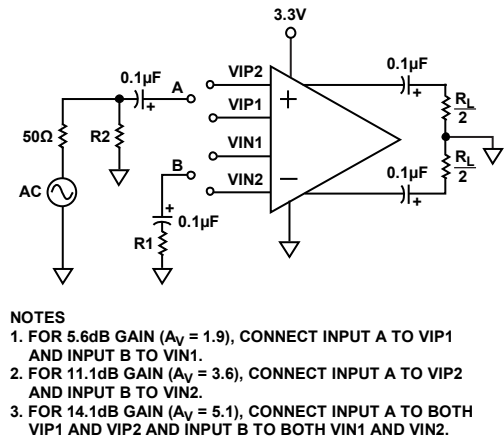 3.3V
0.1µF
A
VIP2
0.1µF
+
+
+
VIP1
R_L
2
50Ω
R2
VIN1
B
R_L
2
AC
VIN2
–
0.1µF
+
+
0.1µF
R1
NOTES
1. FOR 5.6dB GAIN (A_V = 1.9), CONNECT INPUT A TO VIP1
AND INPUT B TO VIN1.
2. FOR 11.1dB GAIN (A_V = 3.6), CONNECT INPUT A TO VIP2
AND INPUT B TO VIN2.
3. FOR 14.1dB GAIN (A_V = 5.1), CONNECT INPUT A TO BOTH
VIP1 AND VIP2 AND INPUT B TO BOTH VIN1 AND VIN2.